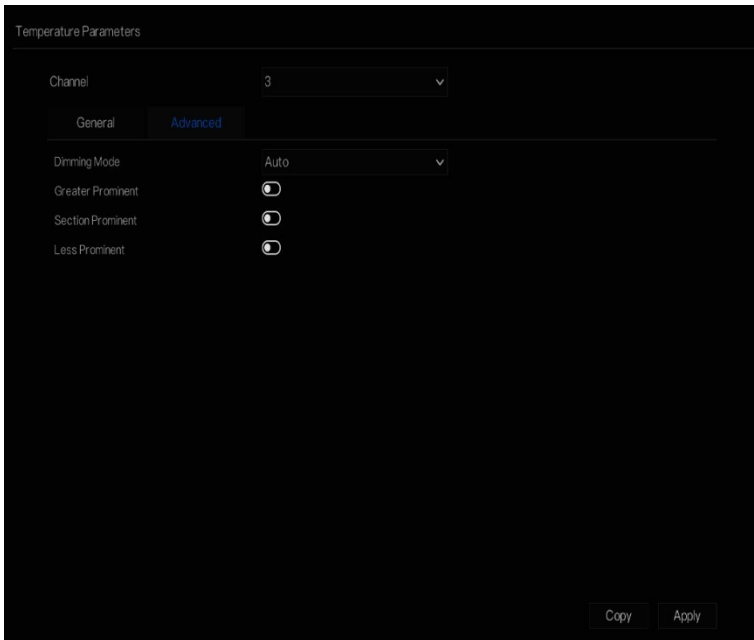 Temperature Parameters
Channel 3
General Advanced
Dimming Mode Auto
Greater Prominent
Section Prominent
Less Prominent
Copy Apply